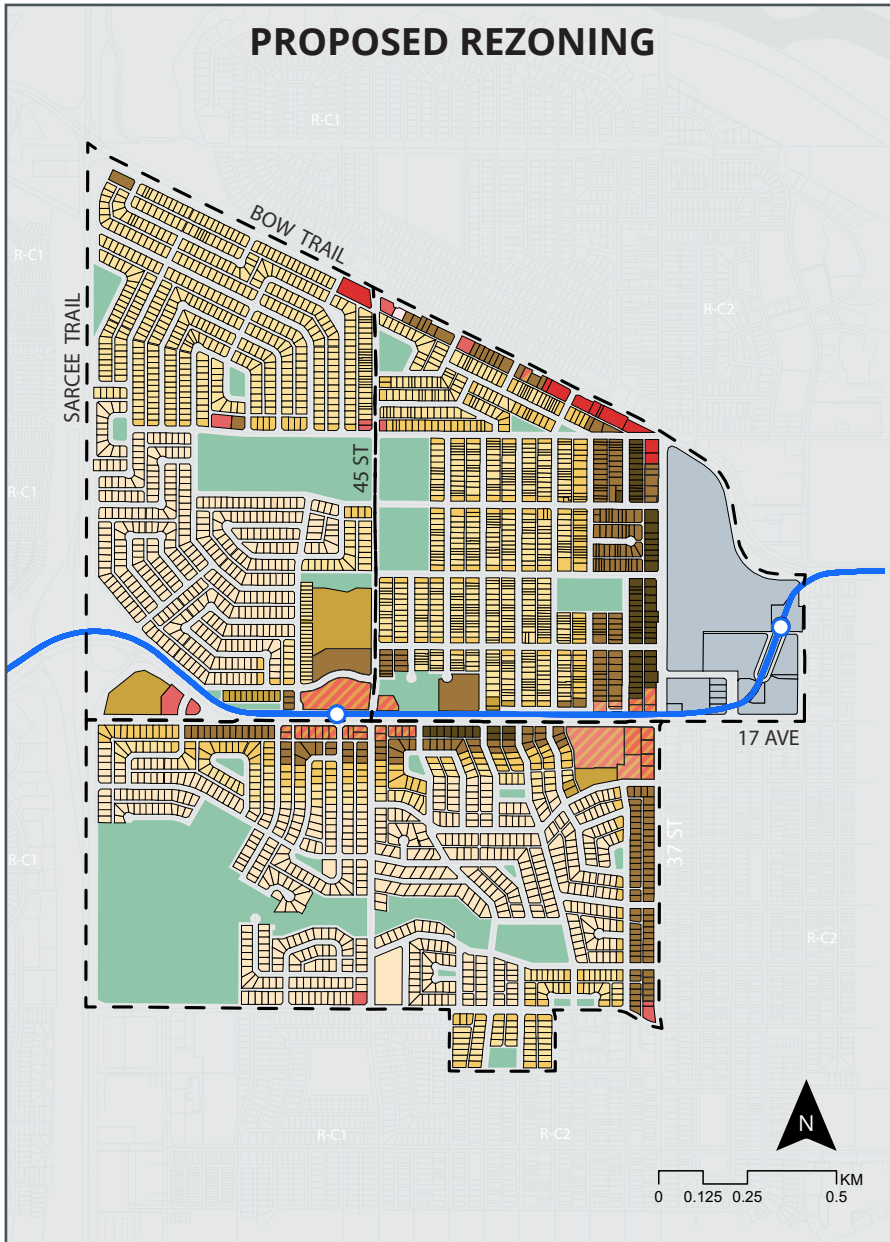 PROPOSED REZONING
R-C1
BOW TRAIL
R-C1
R-C2
SARCEE TRAIL
45 ST
R-C1
17 AVE
37 ST
R-C1
R-C2
R-C1
R-C2
N
KM
0 0.125 0.25 0.5